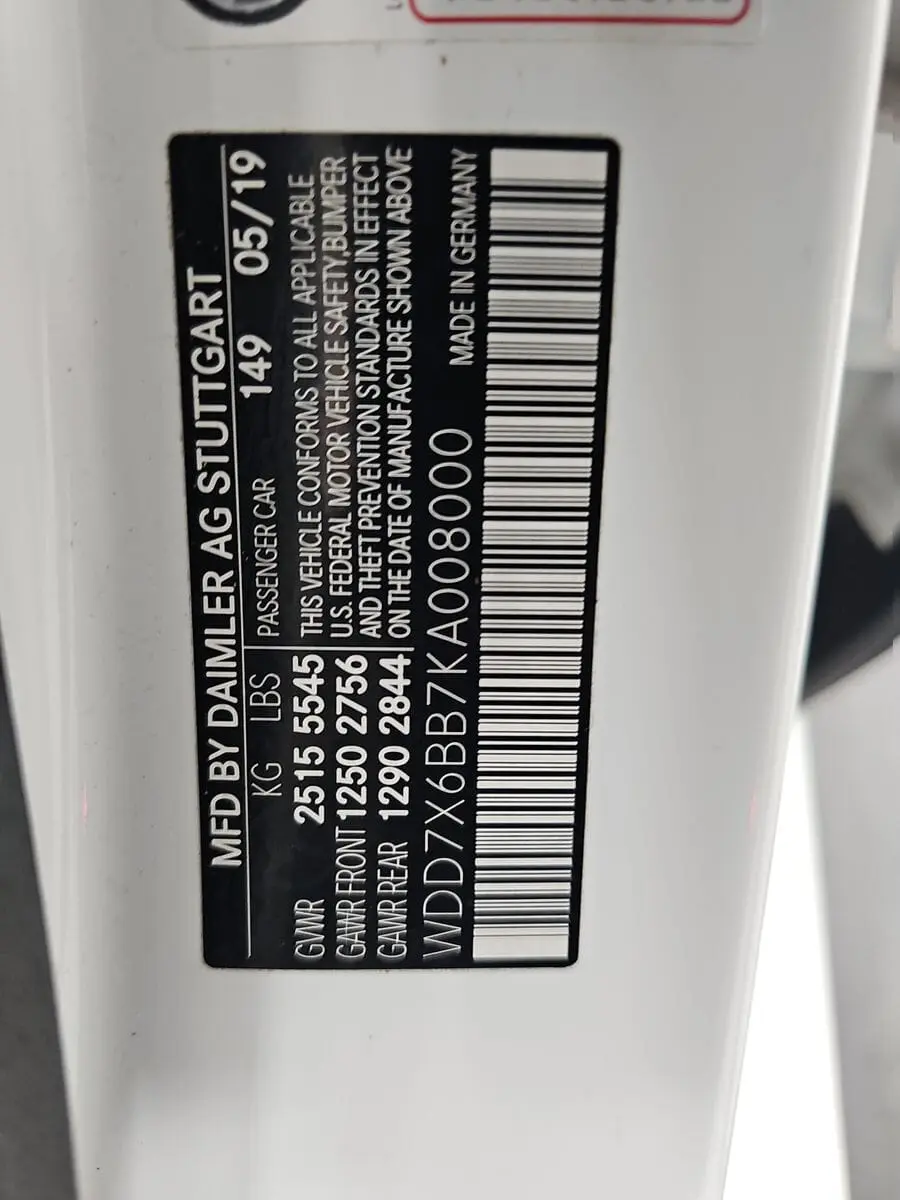 MFD BY DAIMLER AG STUTTGART
KG LBS PASSENGER CAR 149 05/19
GVWR 2515 5545 THIS VEHICLE CONFORMS TO ALL APPLICABLE
GAWR FRONT 1250 2756 U.S. FEDERAL MOTOR VEHICLE SAFETY,BUMPER
GAWR REAR 1290 2844 AND THEFT PREVENTION STANDARDS IN EFFECT
ON THE DATE OF MANUFACTURE SHOWN ABOVE
WDD7X6BB7KA008000 MADE IN GERMANY